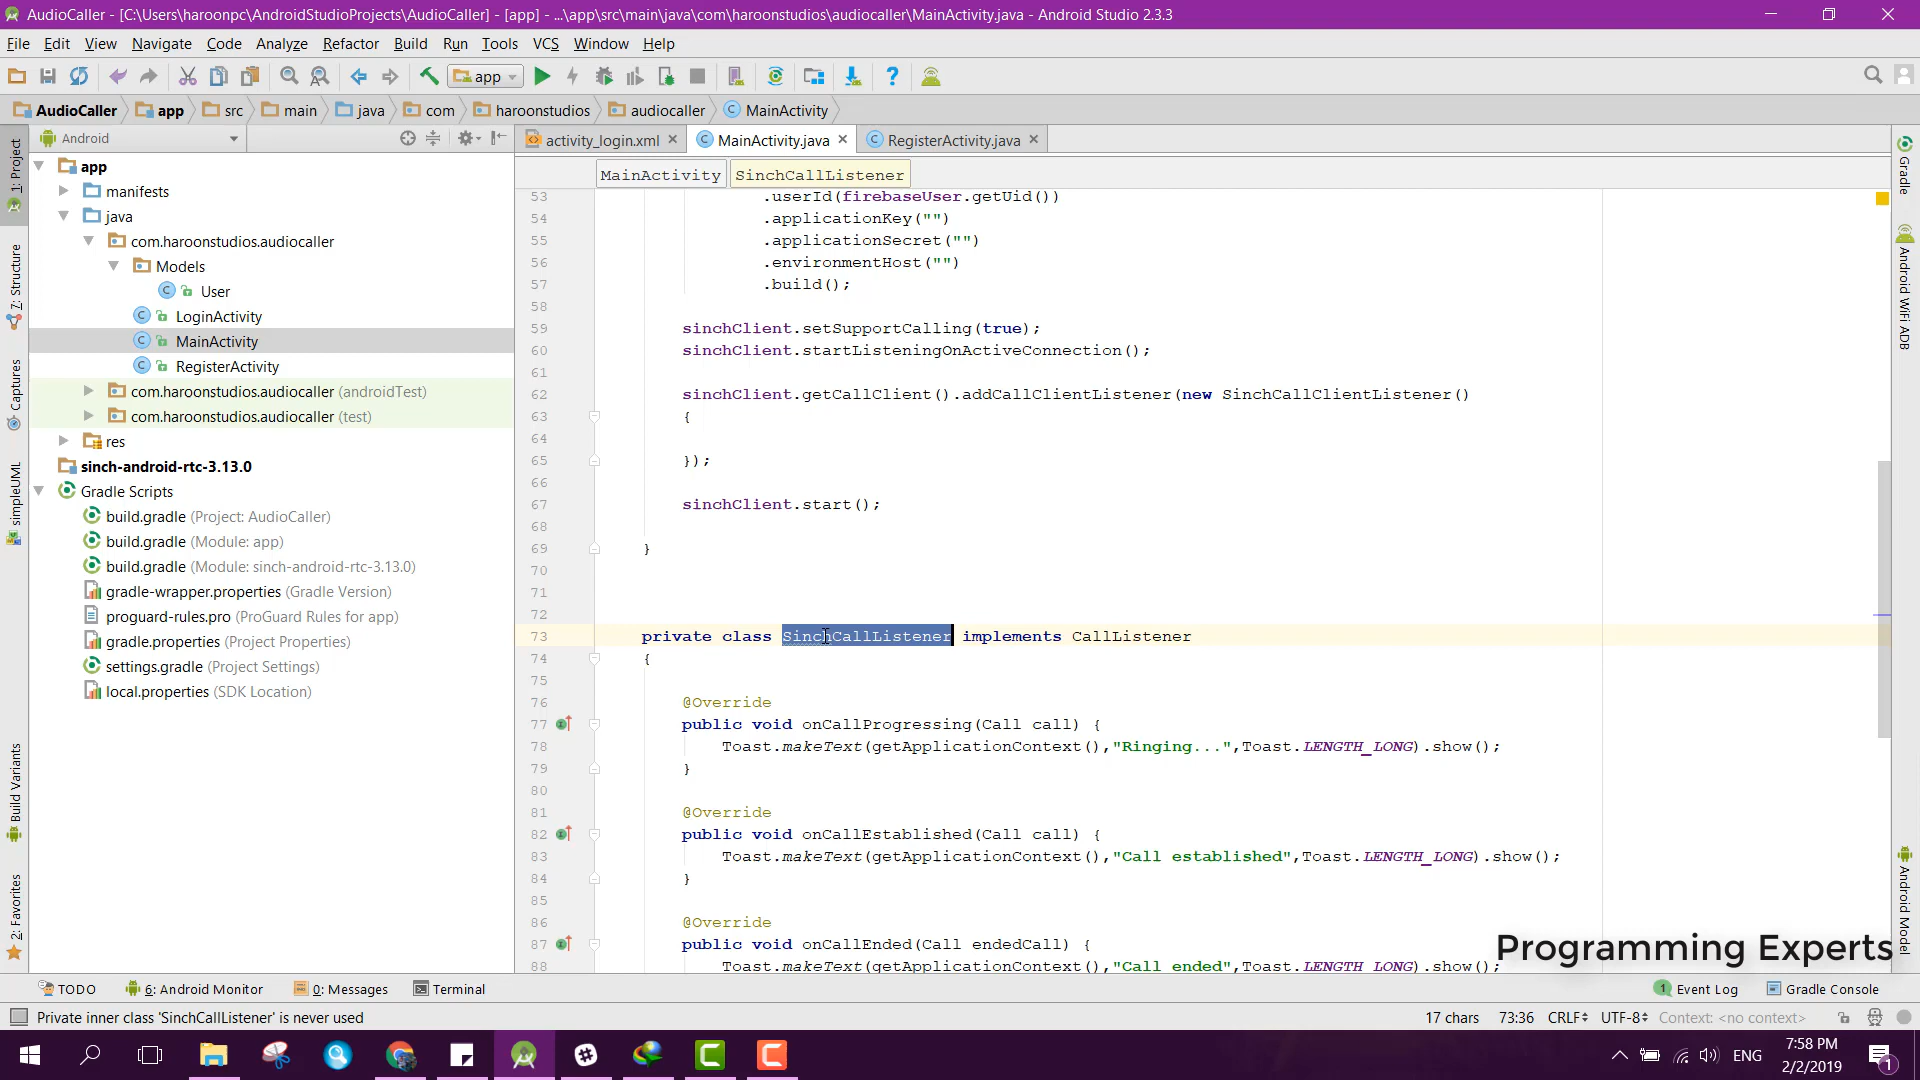 AudioCaller - [C:\Users\haroonpc\AndroidStudioProjects\AudioCaller] - [app] - ...\app\src\main\java\com\haroonstudios\audiocaller\MainActivity.java - Android Studio 2.3.3
File Edit View Navigate Code Analyze Refactor Build Run Tools VCS Window Help
app
AudioCaller app src main java com haroonstudios audiocaller MainActivity
Android
activity_login.xml MainActivity.java RegisterActivity.java
MainActivity SinchCallListener
1: Project
7: Structure
Captures
simpleUML
Build Variants
2: Favorites
app
manifests
java
com.haroonstudios.audiocaller
Models
User
LoginActivity
MainActivity
RegisterActivity
com.haroonstudios.audiocaller (androidTest)
com.haroonstudios.audiocaller (test)
res
sinch-android-rtc-3.13.0
Gradle Scripts
build.gradle (Project: AudioCaller)
build.gradle (Module: app)
build.gradle (Module: sinch-android-rtc-3.13.0)
gradle-wrapper.properties (Gradle Version)
proguard-rules.pro (ProGuard Rules for app)
gradle.properties (Project Settings)
settings.gradle (Project Settings)
local.properties (SDK Location)
53 .userId(firebaseUser.getUid())
54 .applicationKey("")
55 .applicationSecret("")
56 .environmentHost("")
57 .build();
58
59 sinchClient.setSupportCalling(true);
60 sinchClient.startListeningOnActiveConnection();
61
62 sinchClient.getCallClient().addCallClientListener(new SinchCallClientListener()
63 {
64
65 });
66
67 sinchClient.start();
68
69 }
70
71
72
73 private class SinchCallListener implements CallListener
74 {
75
76 @Override
77 public void onCallProgressing(Call call) {
78 Toast.makeText(getApplicationContext(),"Ringing...",Toast.LENGTH_LONG).show();
79 }
80
81 @Override
82 public void onCallEstablished(Call call) {
83 Toast.makeText(getApplicationContext(),"Call established",Toast.LENGTH_LONG).show();
84 }
85
86 @Override
87 public void onCallEnded(Call endedCall) {
88 Toast.makeText(getApplicationContext(),"Call ended",Toast.LENGTH_LONG).show();
Gradle
Android WiFi ADB
Android Model
Programming Experts
TODO 6: Android Monitor 0: Messages Terminal 1 Event Log Gradle Console
Private inner class 'SinchCallListener' is never used 17 chars 73:36 CRLF UTF-8 Context: <no context>
ENG
7:58 PM
2/2/2019
1